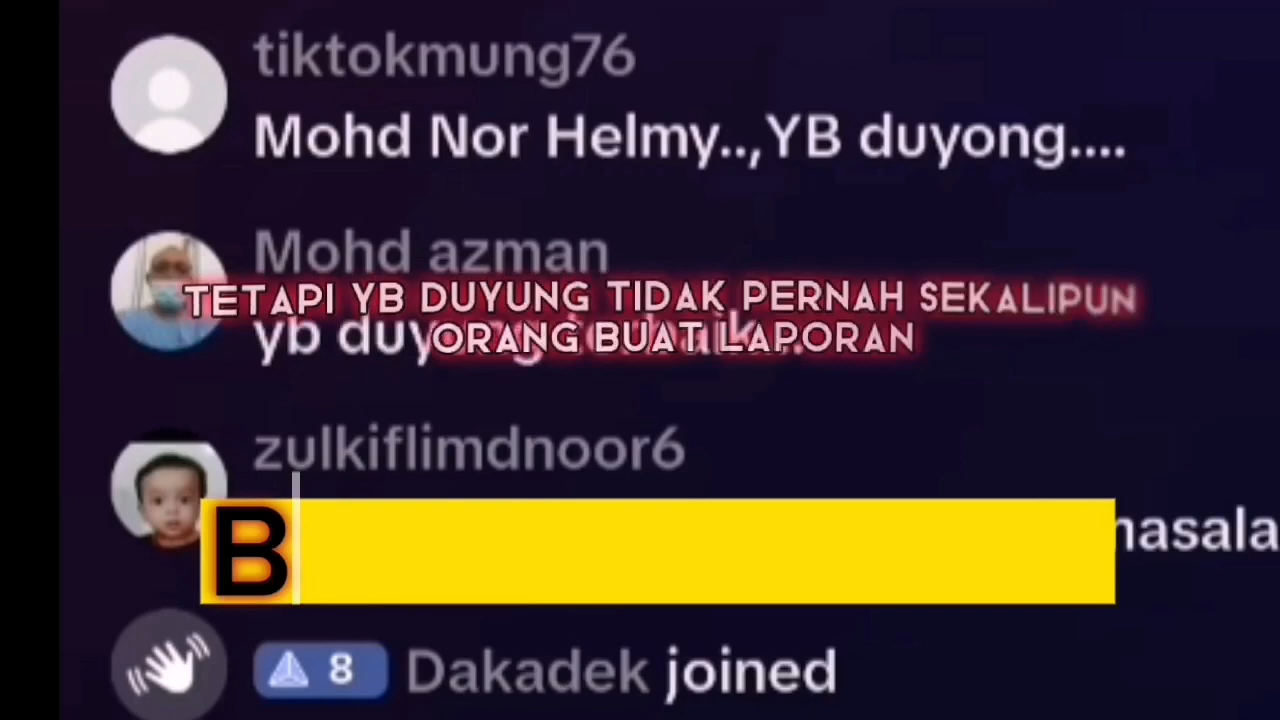 tiktokmung76
Mohd Nor Helmy..,YB duyong....
Mohd azman
TETAPI YB DUYUNG TIDAK PERNAH SEKALIPUN
ORANG BUAT LAPORAN
yb
zulkiflimdnoor6
B
8 Dakadek joined